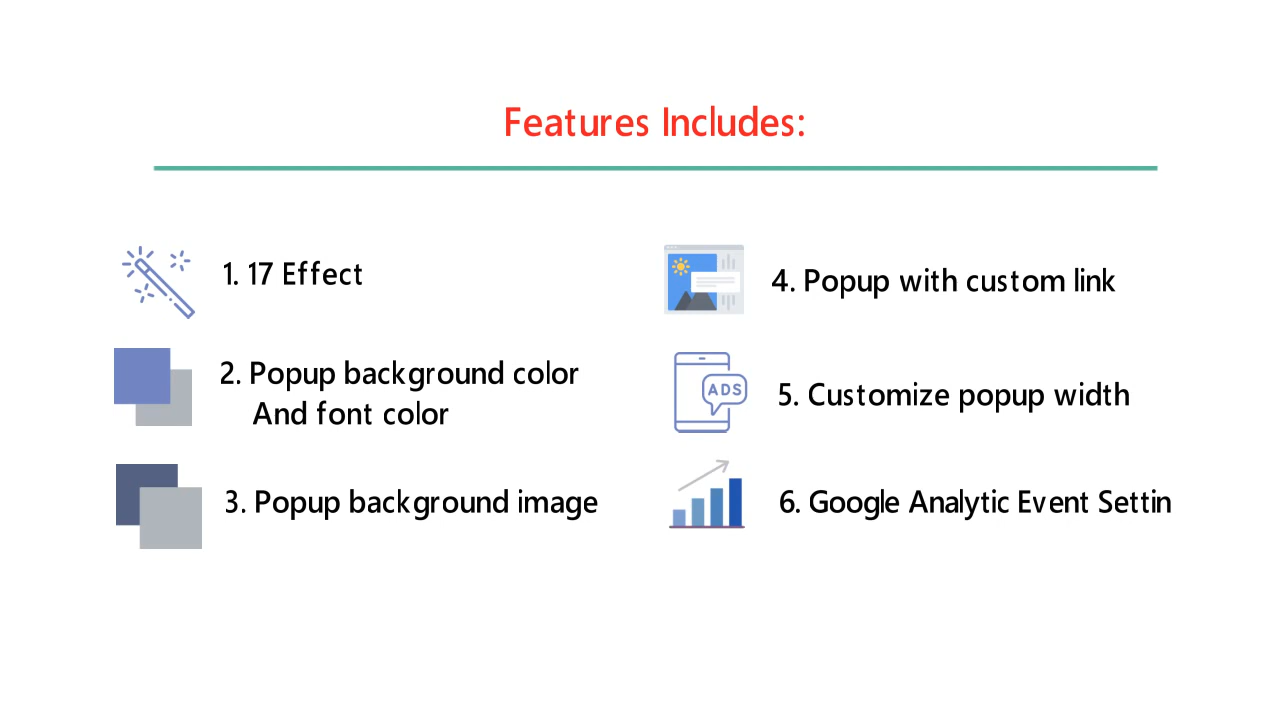 Features Includes:
1. 17 Effect
2. Popup background color
And font color
3. Popup background image
4. Popup with custom link
ADS
5. Customize popup width
6. Google Analytic Event Settin